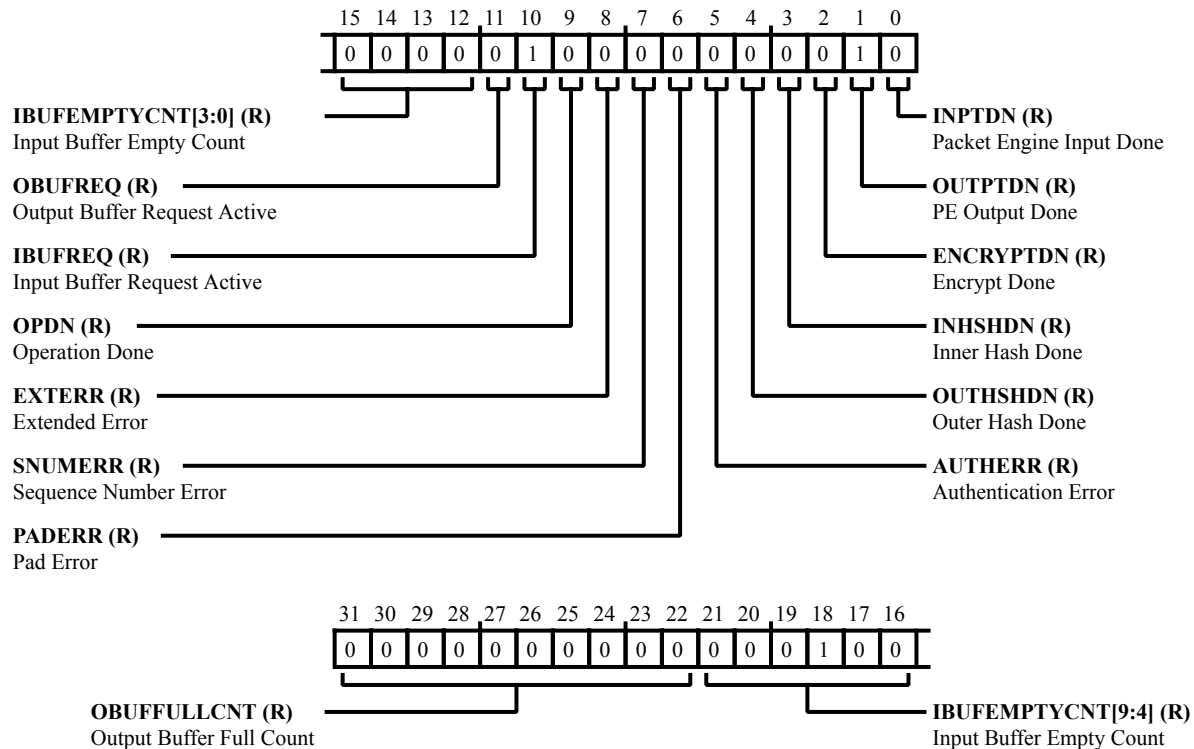 15 14 13 12 11 10 9 8 7 6 5 4 3 2 1 0
0 0 0 0 0 1 0 0 0 0 0 0 0 0 1 0
IBUFEMPTYCNT[3:0] (R)
Input Buffer Empty Count
OBUFREQ (R)
Output Buffer Request Active
IBUFREQ (R)
Input Buffer Request Active
OPDN (R)
Operation Done
EXTERR (R)
Extended Error
SNUMERR (R)
Sequence Number Error
PADERR (R)
Pad Error
INPTDN (R)
Packet Engine Input Done
OUTPTDN (R)
PE Output Done
ENCRYPTDN (R)
Encrypt Done
INHSHDN (R)
Inner Hash Done
OUTHSHDN (R)
Outer Hash Done
AUTHERR (R)
Authentication Error
31 30 29 28 27 26 25 24 23 22 21 20 19 18 17 16
0 0 0 0 0 0 0 0 0 0 0 0 0 1 0 0
OBUFFULLCNT (R)
Output Buffer Full Count
IBUFEMPTYCNT[9:4] (R)
Input Buffer Empty Count